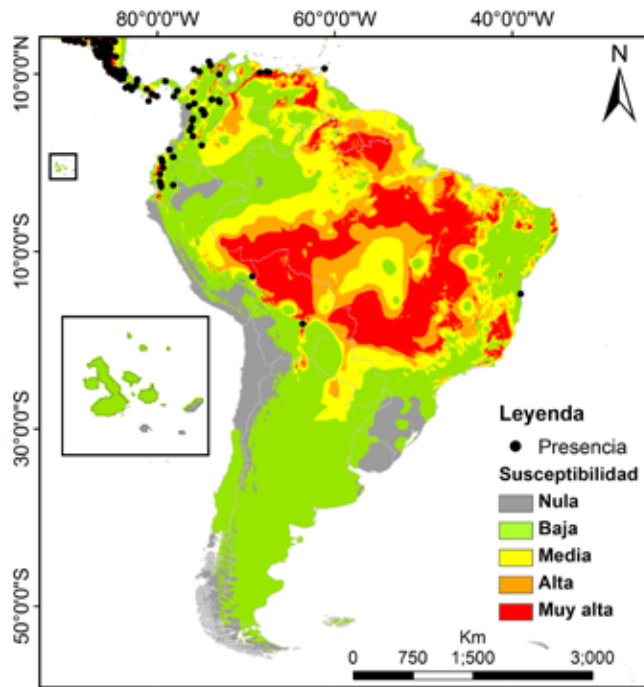 80°0'0"W 60°0'0"W 40°0'0"W
10°0'0"N
N
10°0'0"S
30°0'0"S
50°0'0"S
Leyenda
Presencia
Susceptibilidad
Nula
Baja
Media
Alta
Muy alta
Km
0 750 1:500 3;000